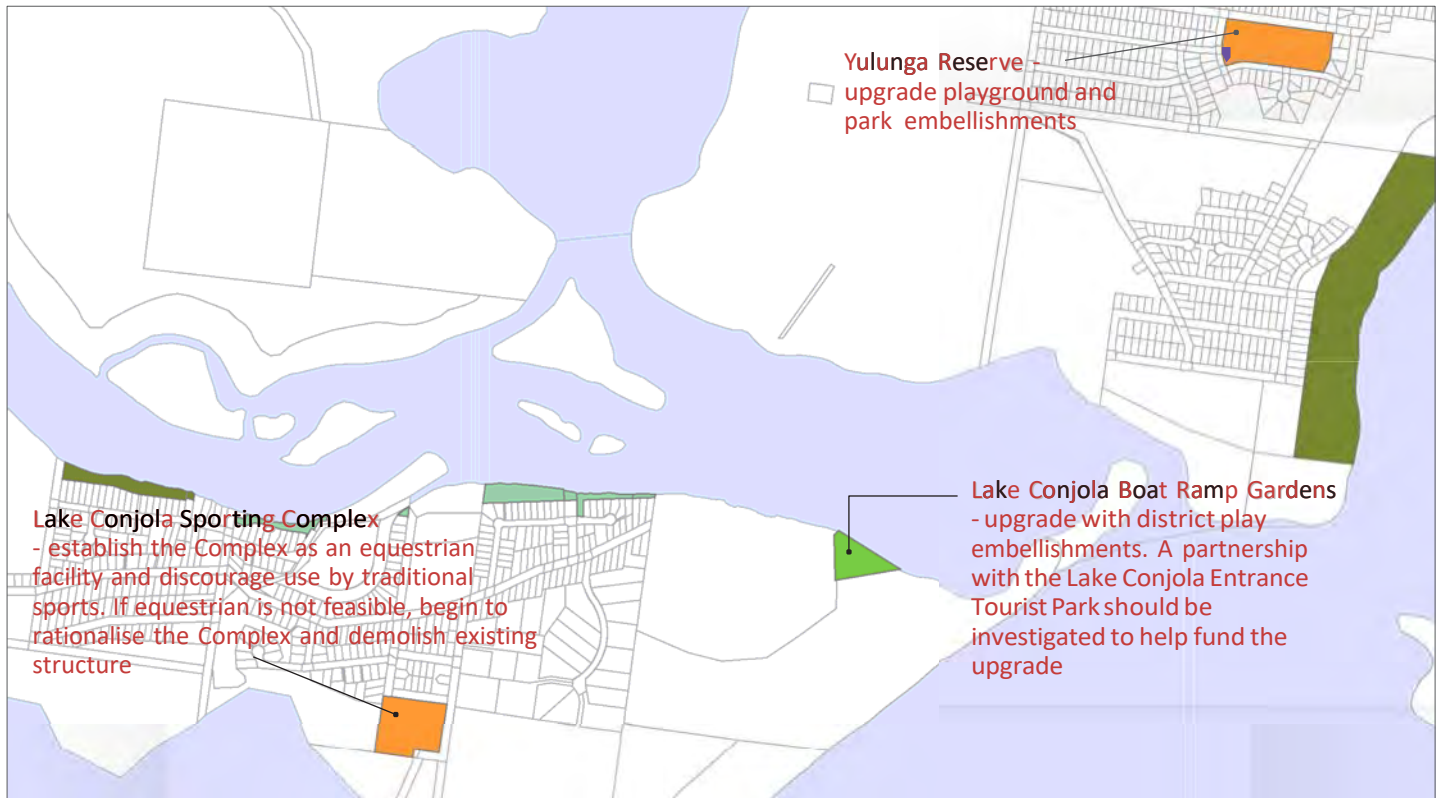 Yulunga Reserve -
upgrade playground and
park embellishments
Lake Conjola Sporting Complex
- establish the Complex as an equestrian
facility and discourage use by traditional
sports. If equestrian is not feasible, begin to
rationalise the Complex and demolish existing
structure
Lake Conjola Boat Ramp Gardens
- upgrade with district play
embellishments. A partnership
with the Lake Conjola Entrance
Tourist Park should be
investigated to help fund the
upgrade